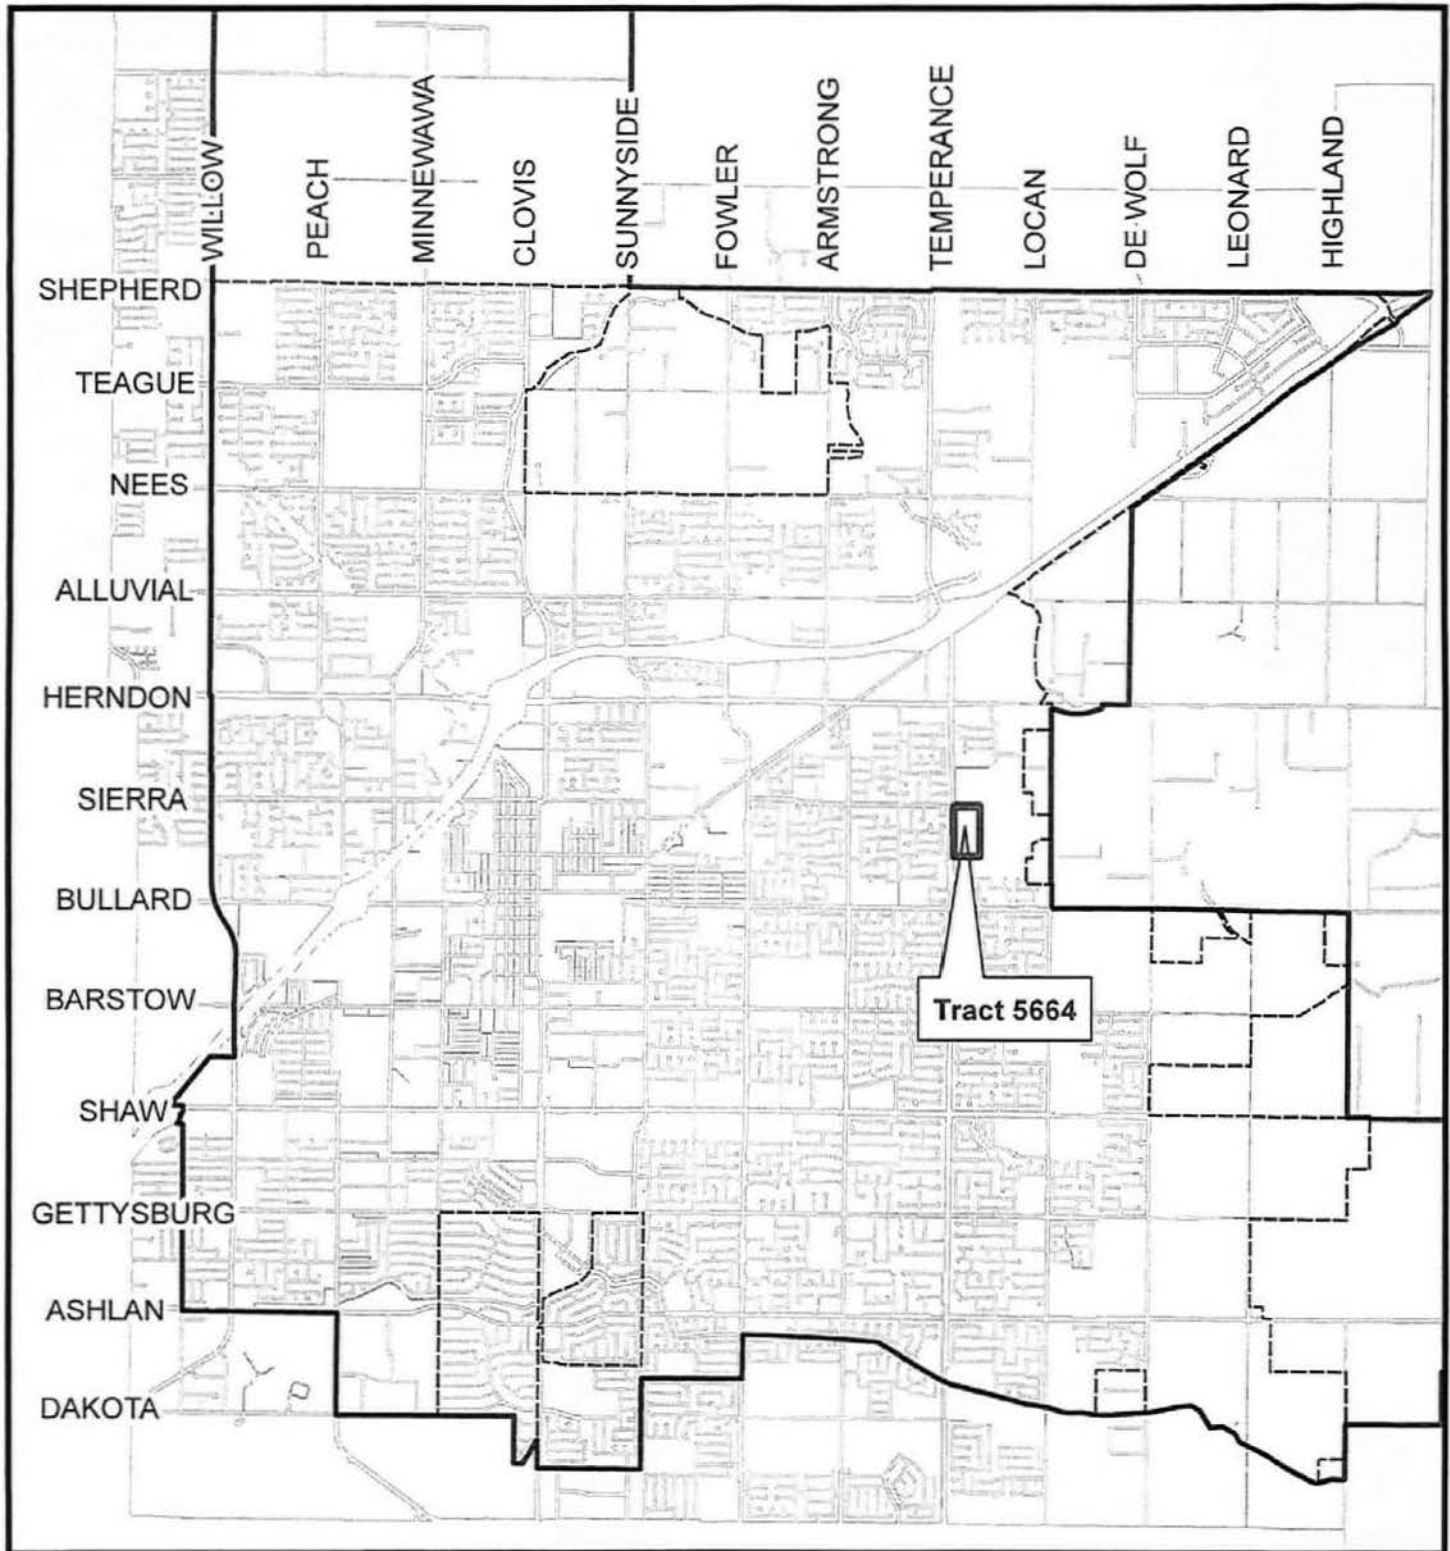 WILLOW
PEACH
MINNEWAWA
CLOVIS
SUNNYSIDE
FOWLER
ARMSTRONG
TEMPERANCE
LOCAN
DE WOLF
LEONARD
HIGHLAND
SHEPHERD
TEAGUE
NEES
ALLUVIAL
HERNDON
SIERRA
BULLARD
BARSTOW
SHAW
GETTYSBURG
ASHLAN
DAKOTA
Tract 5664